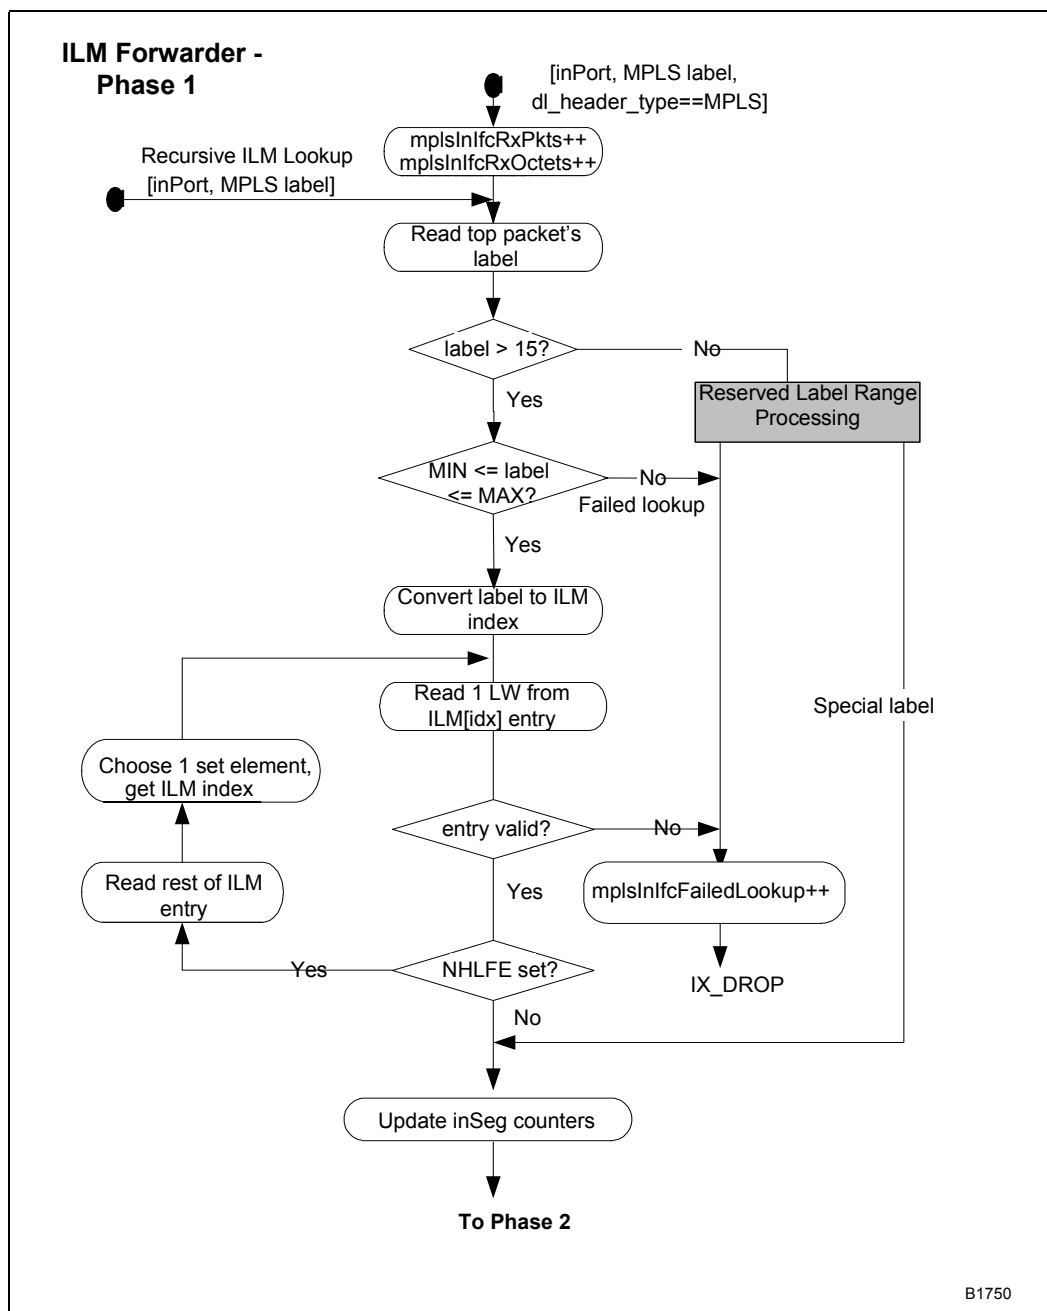 ILM Forwarder -
Phase 1
[inPort, MPLS label,
dl_header_type==MPLS]
mplsInIfcRxPkts++
mplsInIfcRxOctets++
Recursive ILM Lookup
[inPort, MPLS label]
Read top packet's
label
label > 15?
No
Yes
Reserved Label Range
Processing
MIN <= label
<= MAX?
No
Failed lookup
Yes
Convert label to ILM
index
Read 1 LW from
ILM[idx] entry
Special label
Choose 1 set element,
get ILM index
entry valid?
No
Yes
Read rest of ILM
entry
mplsInIfcFailedLookup++
Yes
NHLFE set?
IX_DROP
No
Update inSeg counters
To Phase 2
B1750